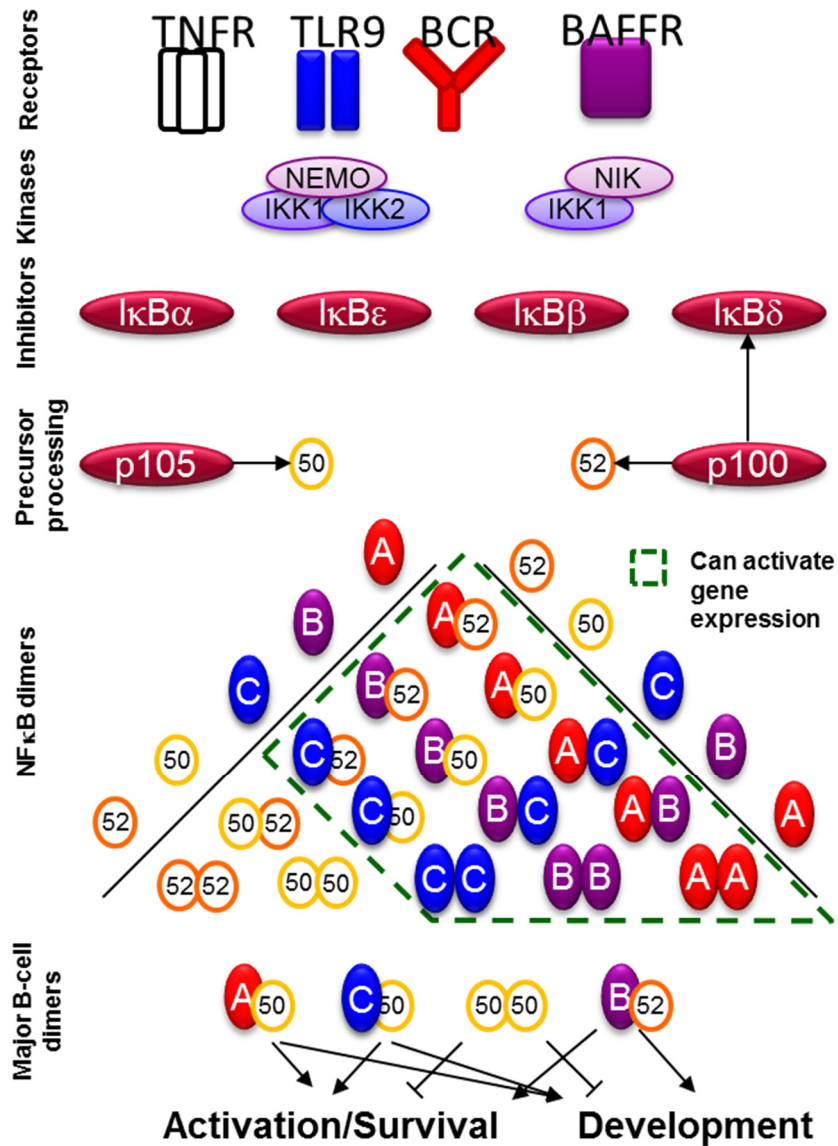 Receptors
TNFR TLR9 BCR BAFFR
Kinases
NEMO
IKK1 IKK2
NIK
IKK1
Inhibitors
IκBα IκBε IκBβ IκBδ
Precursor
processing
p105 50 52 p100
NFκB dimers
Can activate
gene
expression
A
52
B
A 52
50
C
B 52
A 50
C
50
C 52
B 50
A C
B
52
50 52
C 50
B C
A B
A
52 52
50 50
C C
B B
A A
Major B-cell
dimers
A 50
C 50
50 50
B 52
Activation/Survival Development